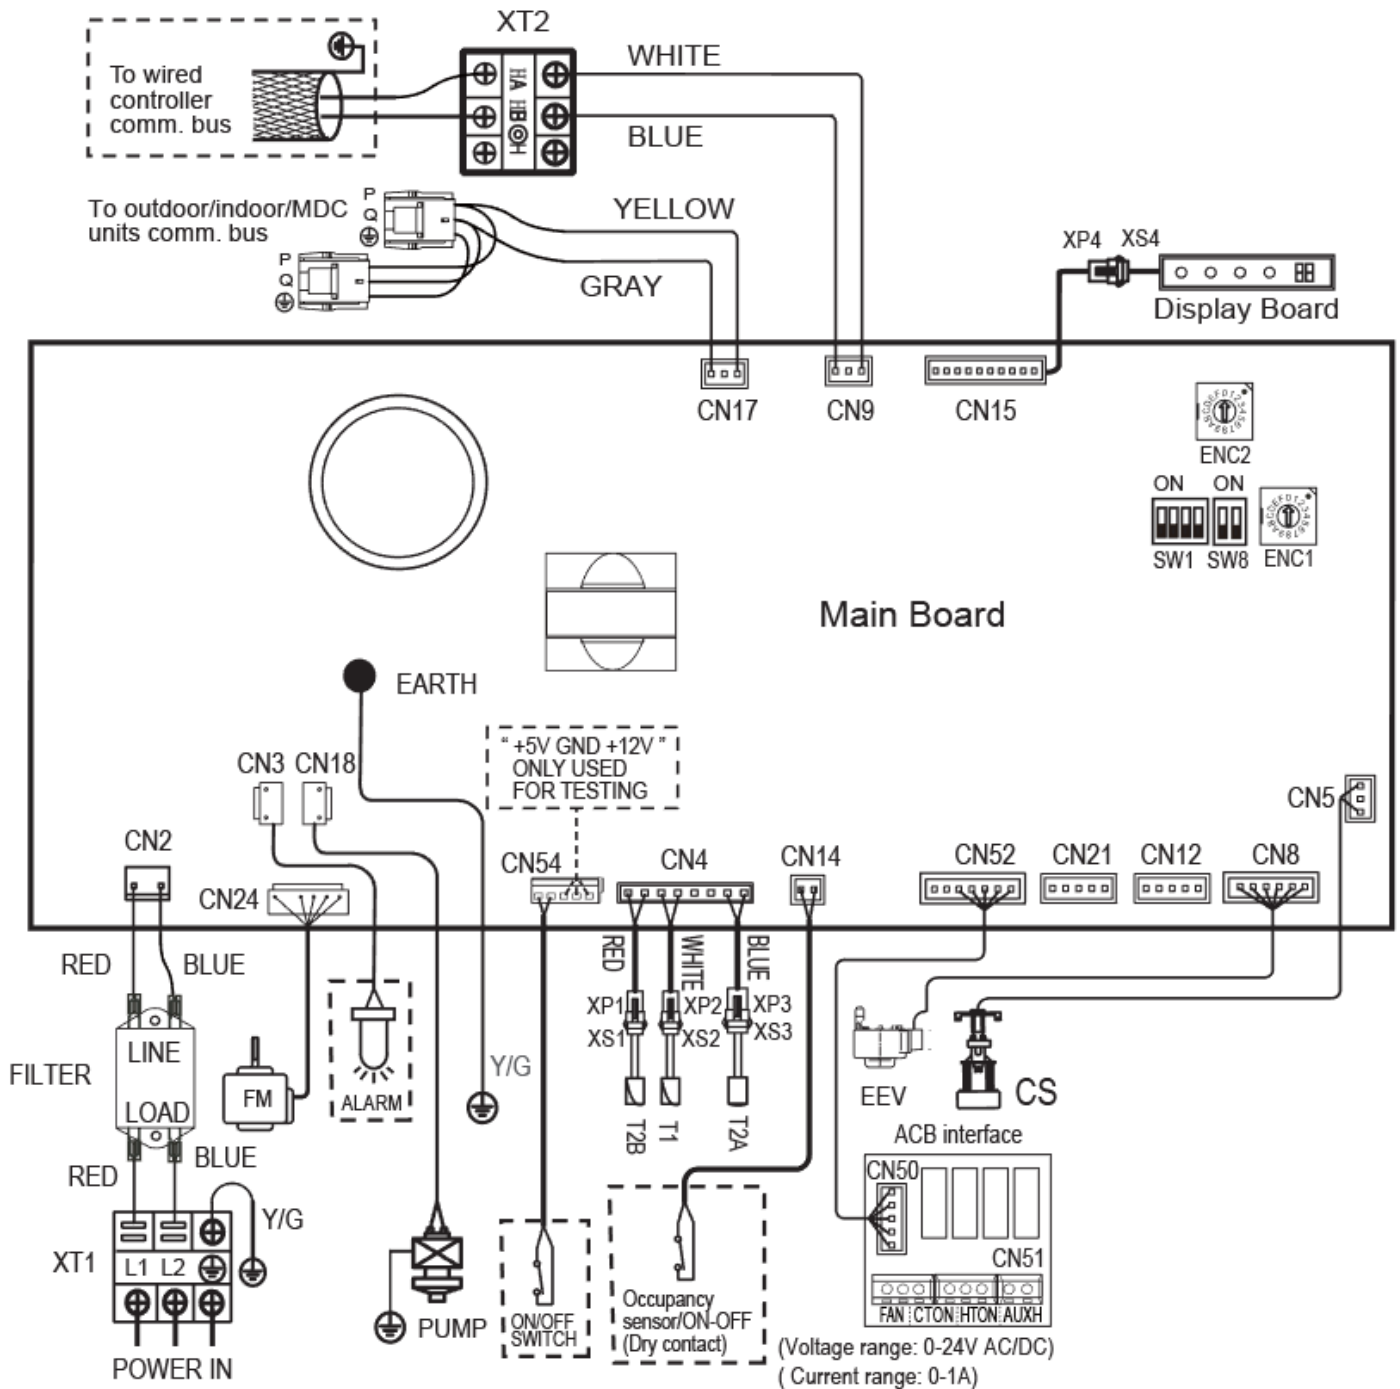 XT2
WHITE
To wired
controller
comm. bus
HA
HB
H
BLUE
To outdoor/indoor/MDC
units comm. bus
P
Q
P
Q
YELLOW
GRAY
XP4
XS4
Display Board
CN17
CN9
CN15
ENC2
ON
ON
SW1
SW8
ENC1
Main Board
EARTH
" +5V GND +12V "
ONLY USED
FOR TESTING
CN3
CN18
CN5
CN2
CN24
CN54
CN4
CN14
CN52
CN21
CN12
CN8
RED
BLUE
RED
WHITE
BLUE
XP1
XP2
XP3
XS1
XS2
XS3
FILTER
LINE
LOAD
FM
ALARM
Y/G
T2B
T1
T2A
EEV
CS
ACB interface
RED
BLUE
CN50
CN51
Y/G
XT1
L1
L2
FAN
CTON
HTON
AUXH
POWER IN
PUMP
ON/OFF
SWITCH
Occupancy
sensor/ON-OFF
(Dry contact)
(Voltage range: 0-24V AC/DC)
( Current range: 0-1A)